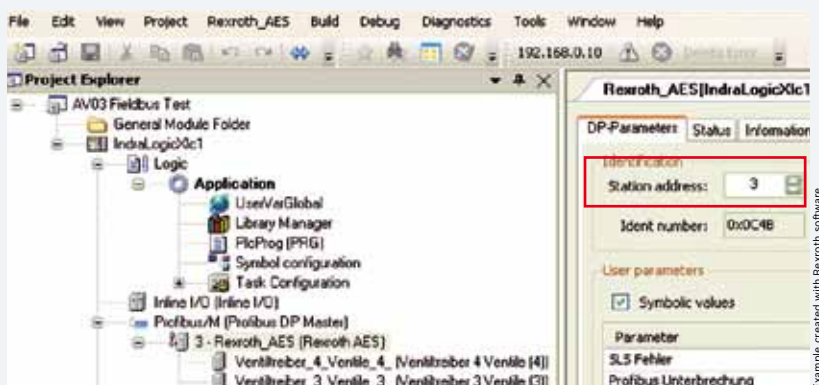 File Edit View Project Rexroth_AES Build Debug Diagnostics Tools Window Help
192.168.0.10
Project Explorer
AV03 Fieldbus Test
General Module Folder
IndraLogicXlc1
Logic
Application
UserVarGlobal
Library Manager
PlcProg (PRG)
Symbol configuration
Task Configuration
Inline I/O (Inline I/O)
Profibus/M (Profibus DP Master)
3 - Rexroth_AES (Rexroth AES)
Ventiltreiber_4_Ventile_4_ (Ventiltreiber 4 Ventile (4))
Ventiltreiber_3_Ventile_3_ (Ventiltreiber 3 Ventile (3))
Rexroth_AES[IndraLogicXlc1
DP-Parameters Status Information
Identification
Station address: 3
Ident number: 0x0C4B
User parameters
Symbolic values
Parameter
SLS Fehler
Profibus Unterbrechung
xample created with Rexroth software